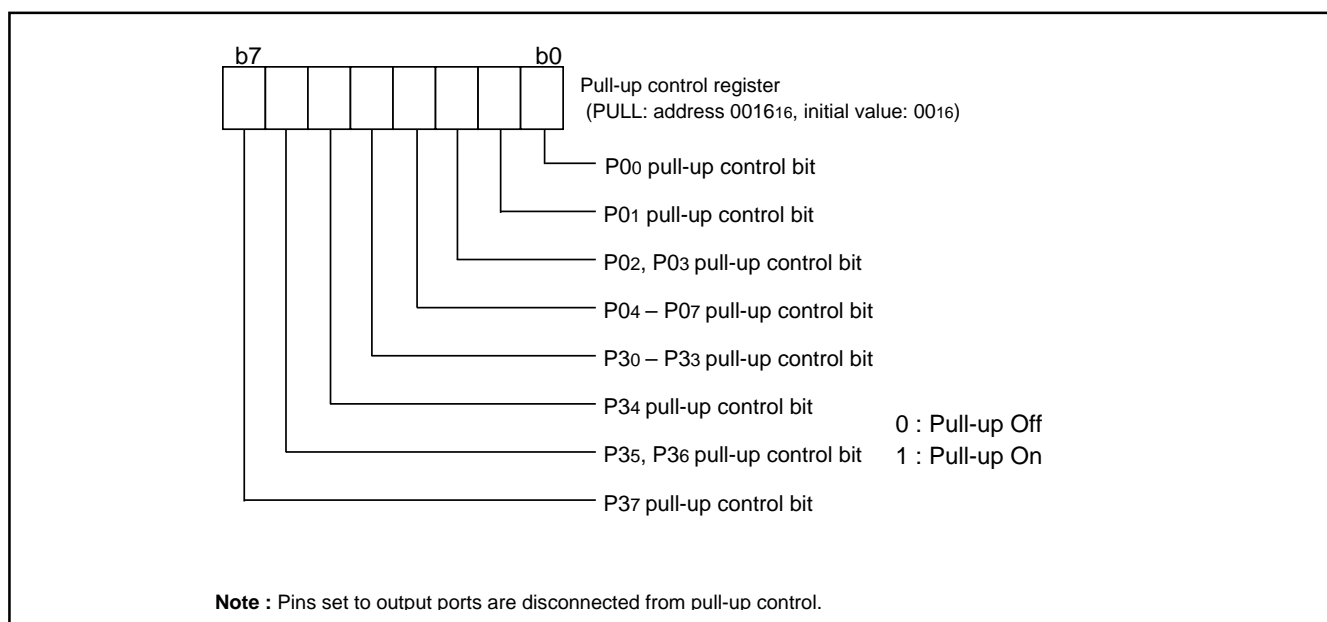 b7 b0
Pull-up control register
(PULL: address 001616, initial value: 0016)
P00 pull-up control bit
P01 pull-up control bit
P02, P03 pull-up control bit
P04 – P07 pull-up control bit
P30 – P33 pull-up control bit
P34 pull-up control bit
P35, P36 pull-up control bit
P37 pull-up control bit
0 : Pull-up Off
1 : Pull-up On
Note : Pins set to output ports are disconnected from pull-up control.